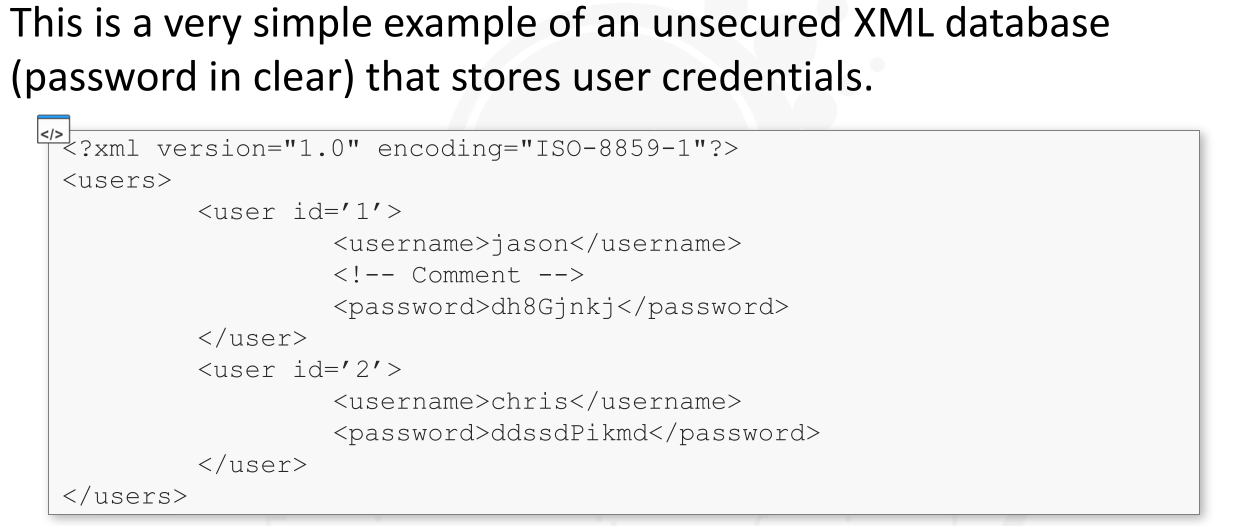 This is a very simple example of an unsecured XML database
(password in clear) that stores user credentials.
</>
<?xml version="1.0" encoding="ISO-8859-1"?>
<users>
<user id=’1’>
<username>jason</username>
<!-- Comment -->
<password>dh8Gjnkj</password>
</user>
<user id=’2’>
<username>chris</username>
<password>ddssdPikmd</password>
</user>
</users>